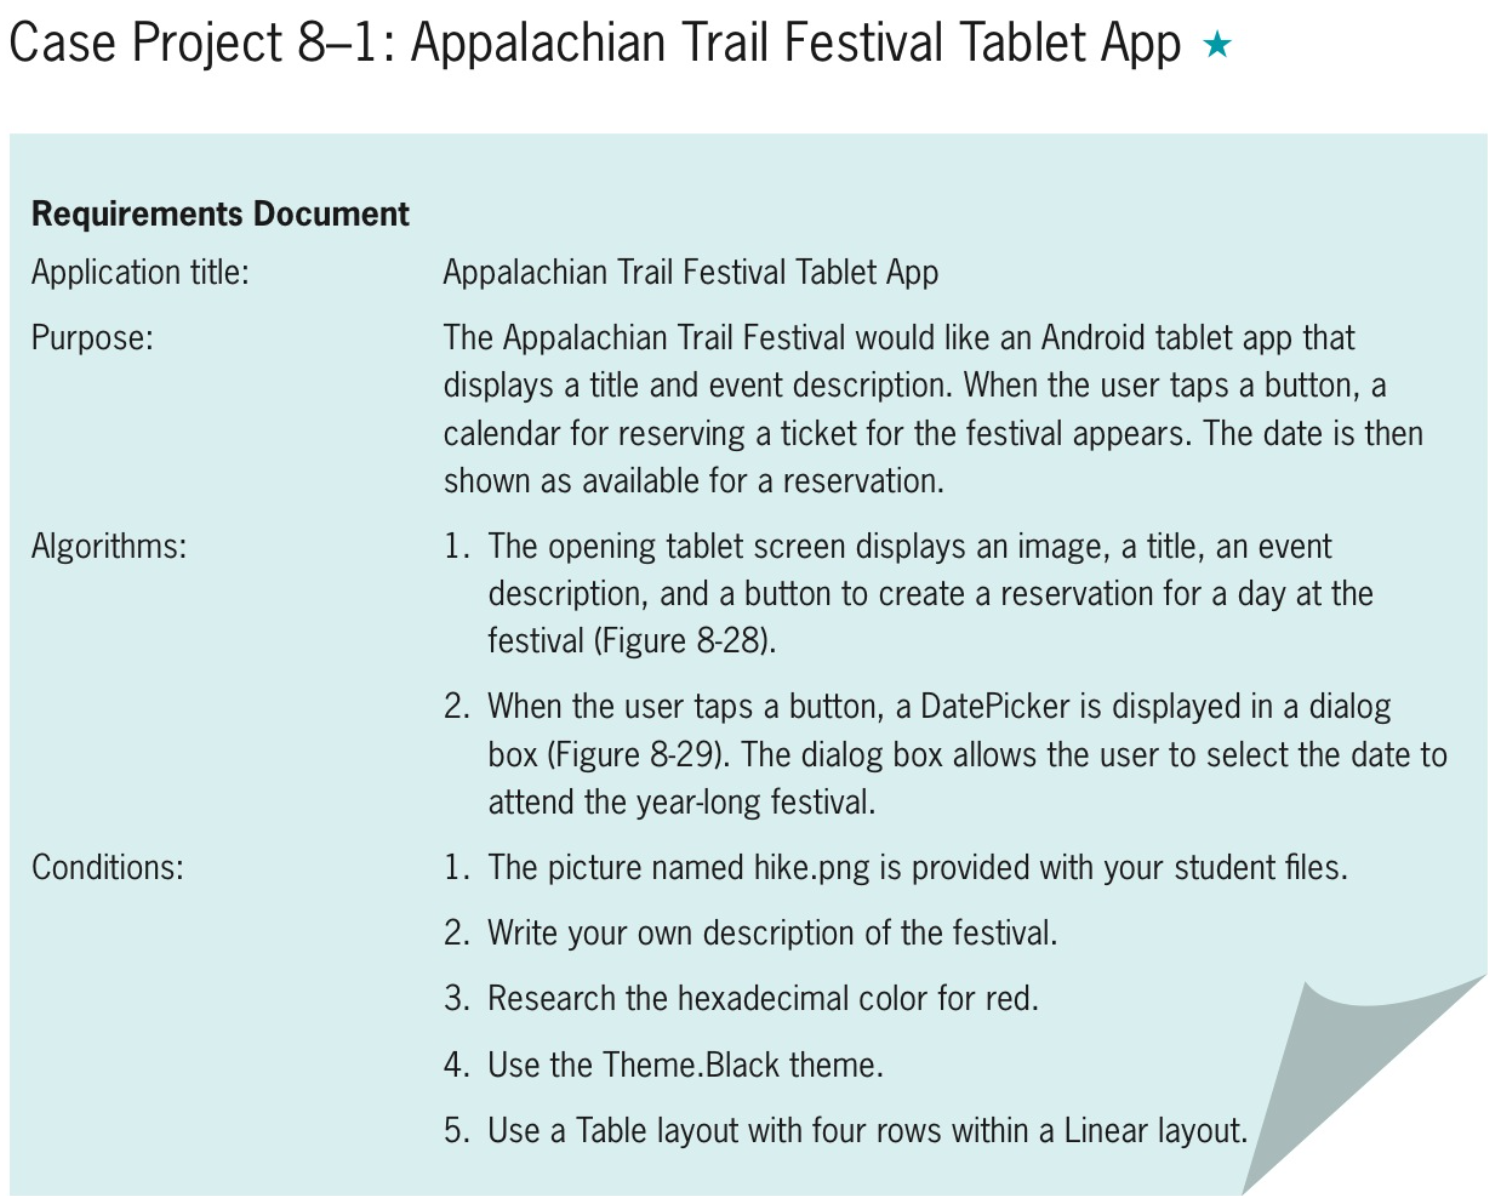 Case Project 8–1: Appalachian Trail Festival Tablet App ★
Requirements Document
Application title: Appalachian Trail Festival Tablet App
Purpose: The Appalachian Trail Festival would like an Android tablet app that
displays a title and event description. When the user taps a button, a
calendar for reserving a ticket for the festival appears. The date is then
shown as available for a reservation.
Algorithms: 1. The opening tablet screen displays an image, a title, an event
description, and a button to create a reservation for a day at the
festival (Figure 8-28).
2. When the user taps a button, a DatePicker is displayed in a dialog
box (Figure 8-29). The dialog box allows the user to select the date to
attend the year-long festival.
Conditions: 1. The picture named hike.png is provided with your student files.
2. Write your own description of the festival.
3. Research the hexadecimal color for red.
4. Use the Theme.Black theme.
5. Use a Table layout with four rows within a Linear layout.